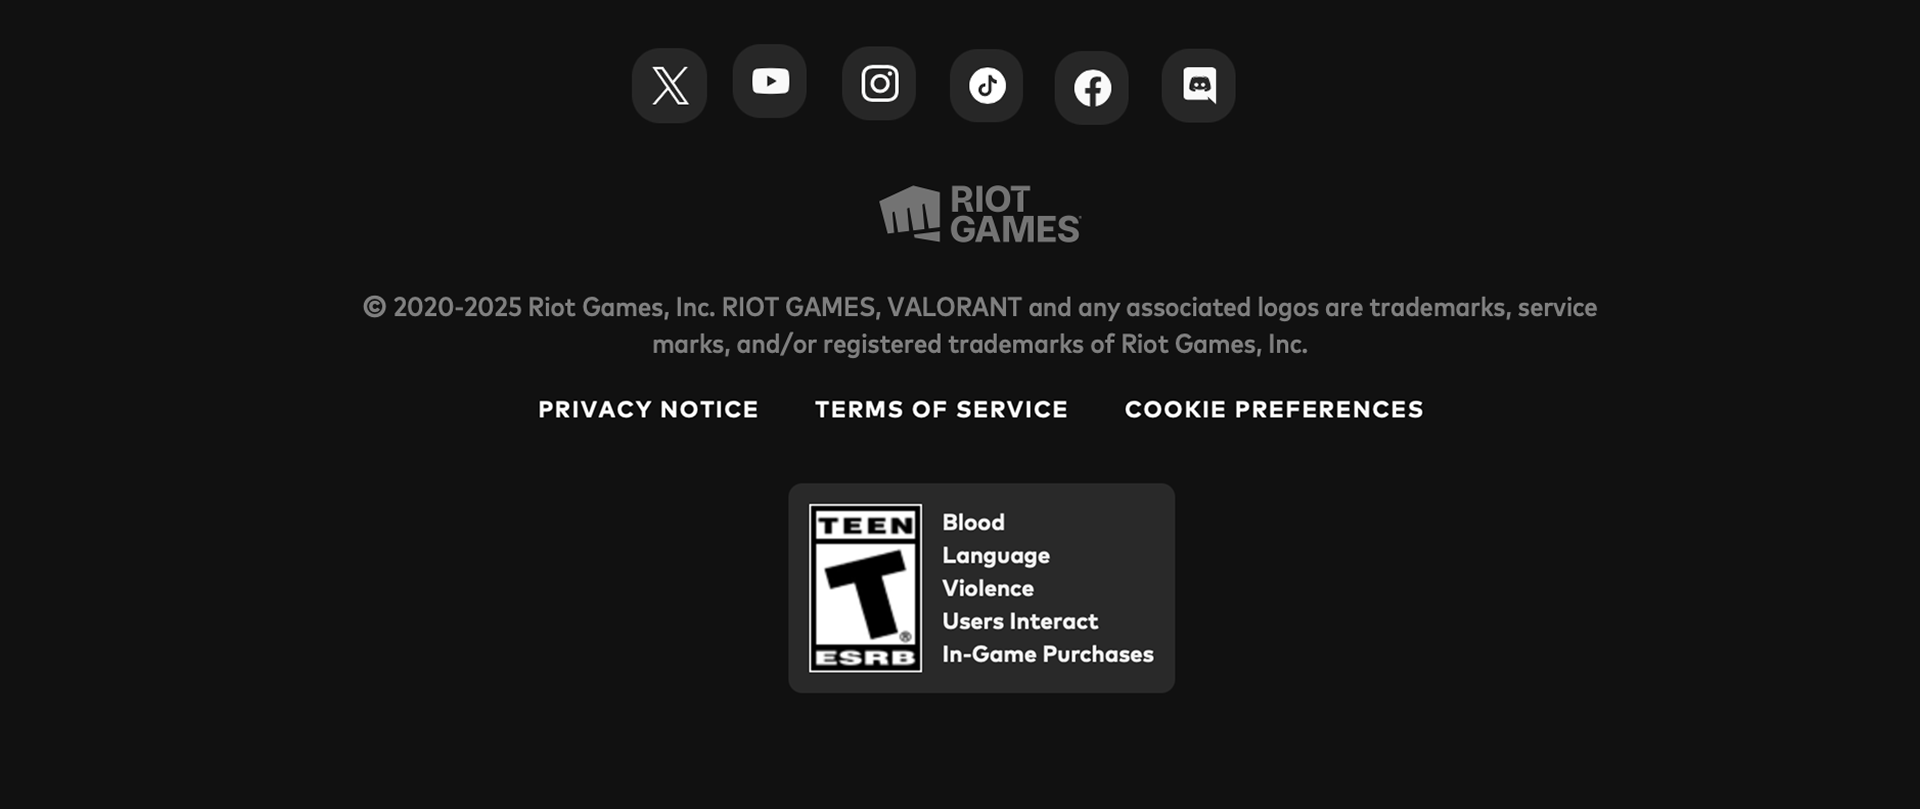 RIOT
GAMES
© 2020-2025 Riot Games, Inc. RIOT GAMES, VALORANT and any associated logos are trademarks, service
marks, and/or registered trademarks of Riot Games, Inc.
PRIVACY NOTICE TERMS OF SERVICE COOKIE PREFERENCES
TEEN
T®
ESRB
Blood
Language
Violence
Users Interact
In-Game Purchases